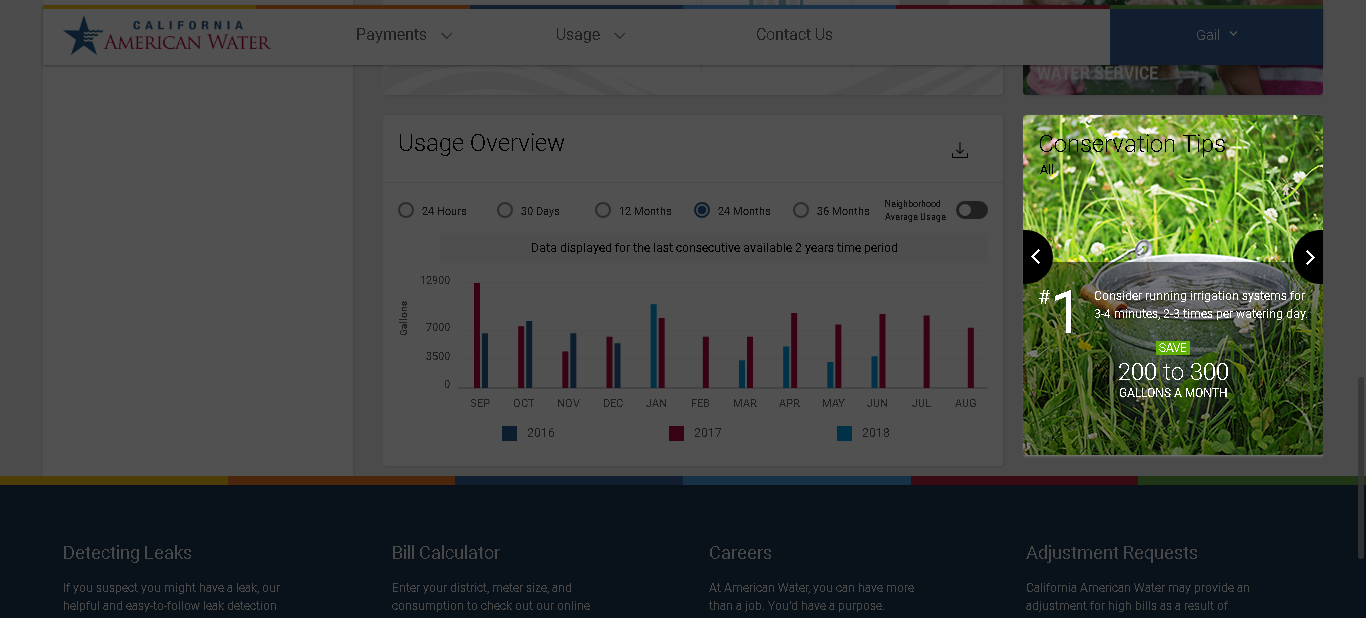 CALIFORNIA
AMERICAN WATER
Payments
Usage
Contact Us
Gail
WATER SERVICE
Usage Overview
24 Hours
30 Days
12 Months
24 Months
36 Months
Neighborhood
Average Usage
Data displayed for the last consecutive available 2 years time period
Gallons
12900
7000
3500
0
SEP OCT NOV DEC JAN FEB MAR APR MAY JUN JUL AUG
2016 2017 2018
Conservation Tips
All
#1
Consider running irrigation systems for
3-4 minutes, 2-3 times per watering day.
SAVE
200 to 300
GALLONS A MONTH
Detecting Leaks
If you suspect you might have a leak, our
helpful and easy-to-follow leak detection
Bill Calculator
Enter your district, meter size, and
consumption to check out our online
Careers
At American Water, you can have more
than a job. You'd have a purpose.
Adjustment Requests
California American Water may provide an
adjustment for high bills as a result of